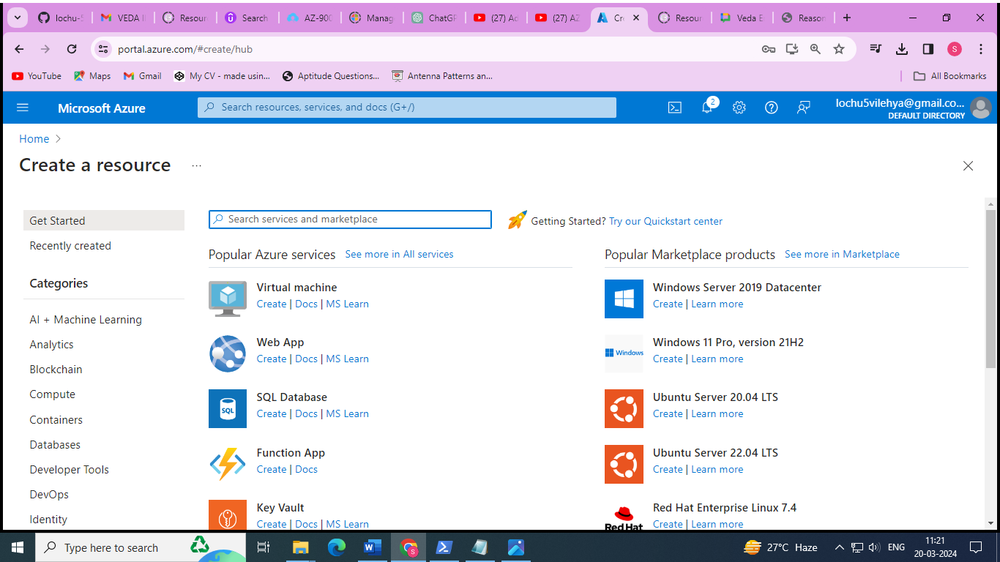 lochu-5
VEDA I
Resour
Search
AZ-900
Manag
ChatGP
(27) Ad
(27) AZ
Cre
Resour
Veda E
Reason
portal.azure.com/#create/hub
S
YouTube
Maps
Gmail
My CV - made usin...
Aptitude Questions...
Antenna Patterns an...
All Bookmarks
Microsoft Azure
Search resources, services, and docs (G+/)
2
lochu5vilehya@gmail.co...
DEFAULT DIRECTORY
Home
Create a resource
Get Started
Recently created
Categories
AI + Machine Learning
Analytics
Blockchain
Compute
Containers
Databases
Developer Tools
DevOps
Identity
Search services and marketplace
Getting Started? Try our Quickstart center
Popular Azure services See more in All services
Virtual machine
Create | Docs | MS Learn
Web App
Create | Docs | MS Learn
SQL
SQL Database
Create | Docs | MS Learn
Function App
Create | Docs
Key Vault
Create | Docs | MS Learn
Popular Marketplace products See more in Marketplace
Windows Server 2019 Datacenter
Create | Learn more
Windows
Windows 11 Pro, version 21H2
Create | Learn more
Ubuntu Server 20.04 LTS
Create | Learn more
Ubuntu Server 22.04 LTS
Create | Learn more
Red Hat
Red Hat Enterprise Linux 7.4
Create | Learn more
Type here to search
W
S
27°C Haze
ENG
11:21
20-03-2024